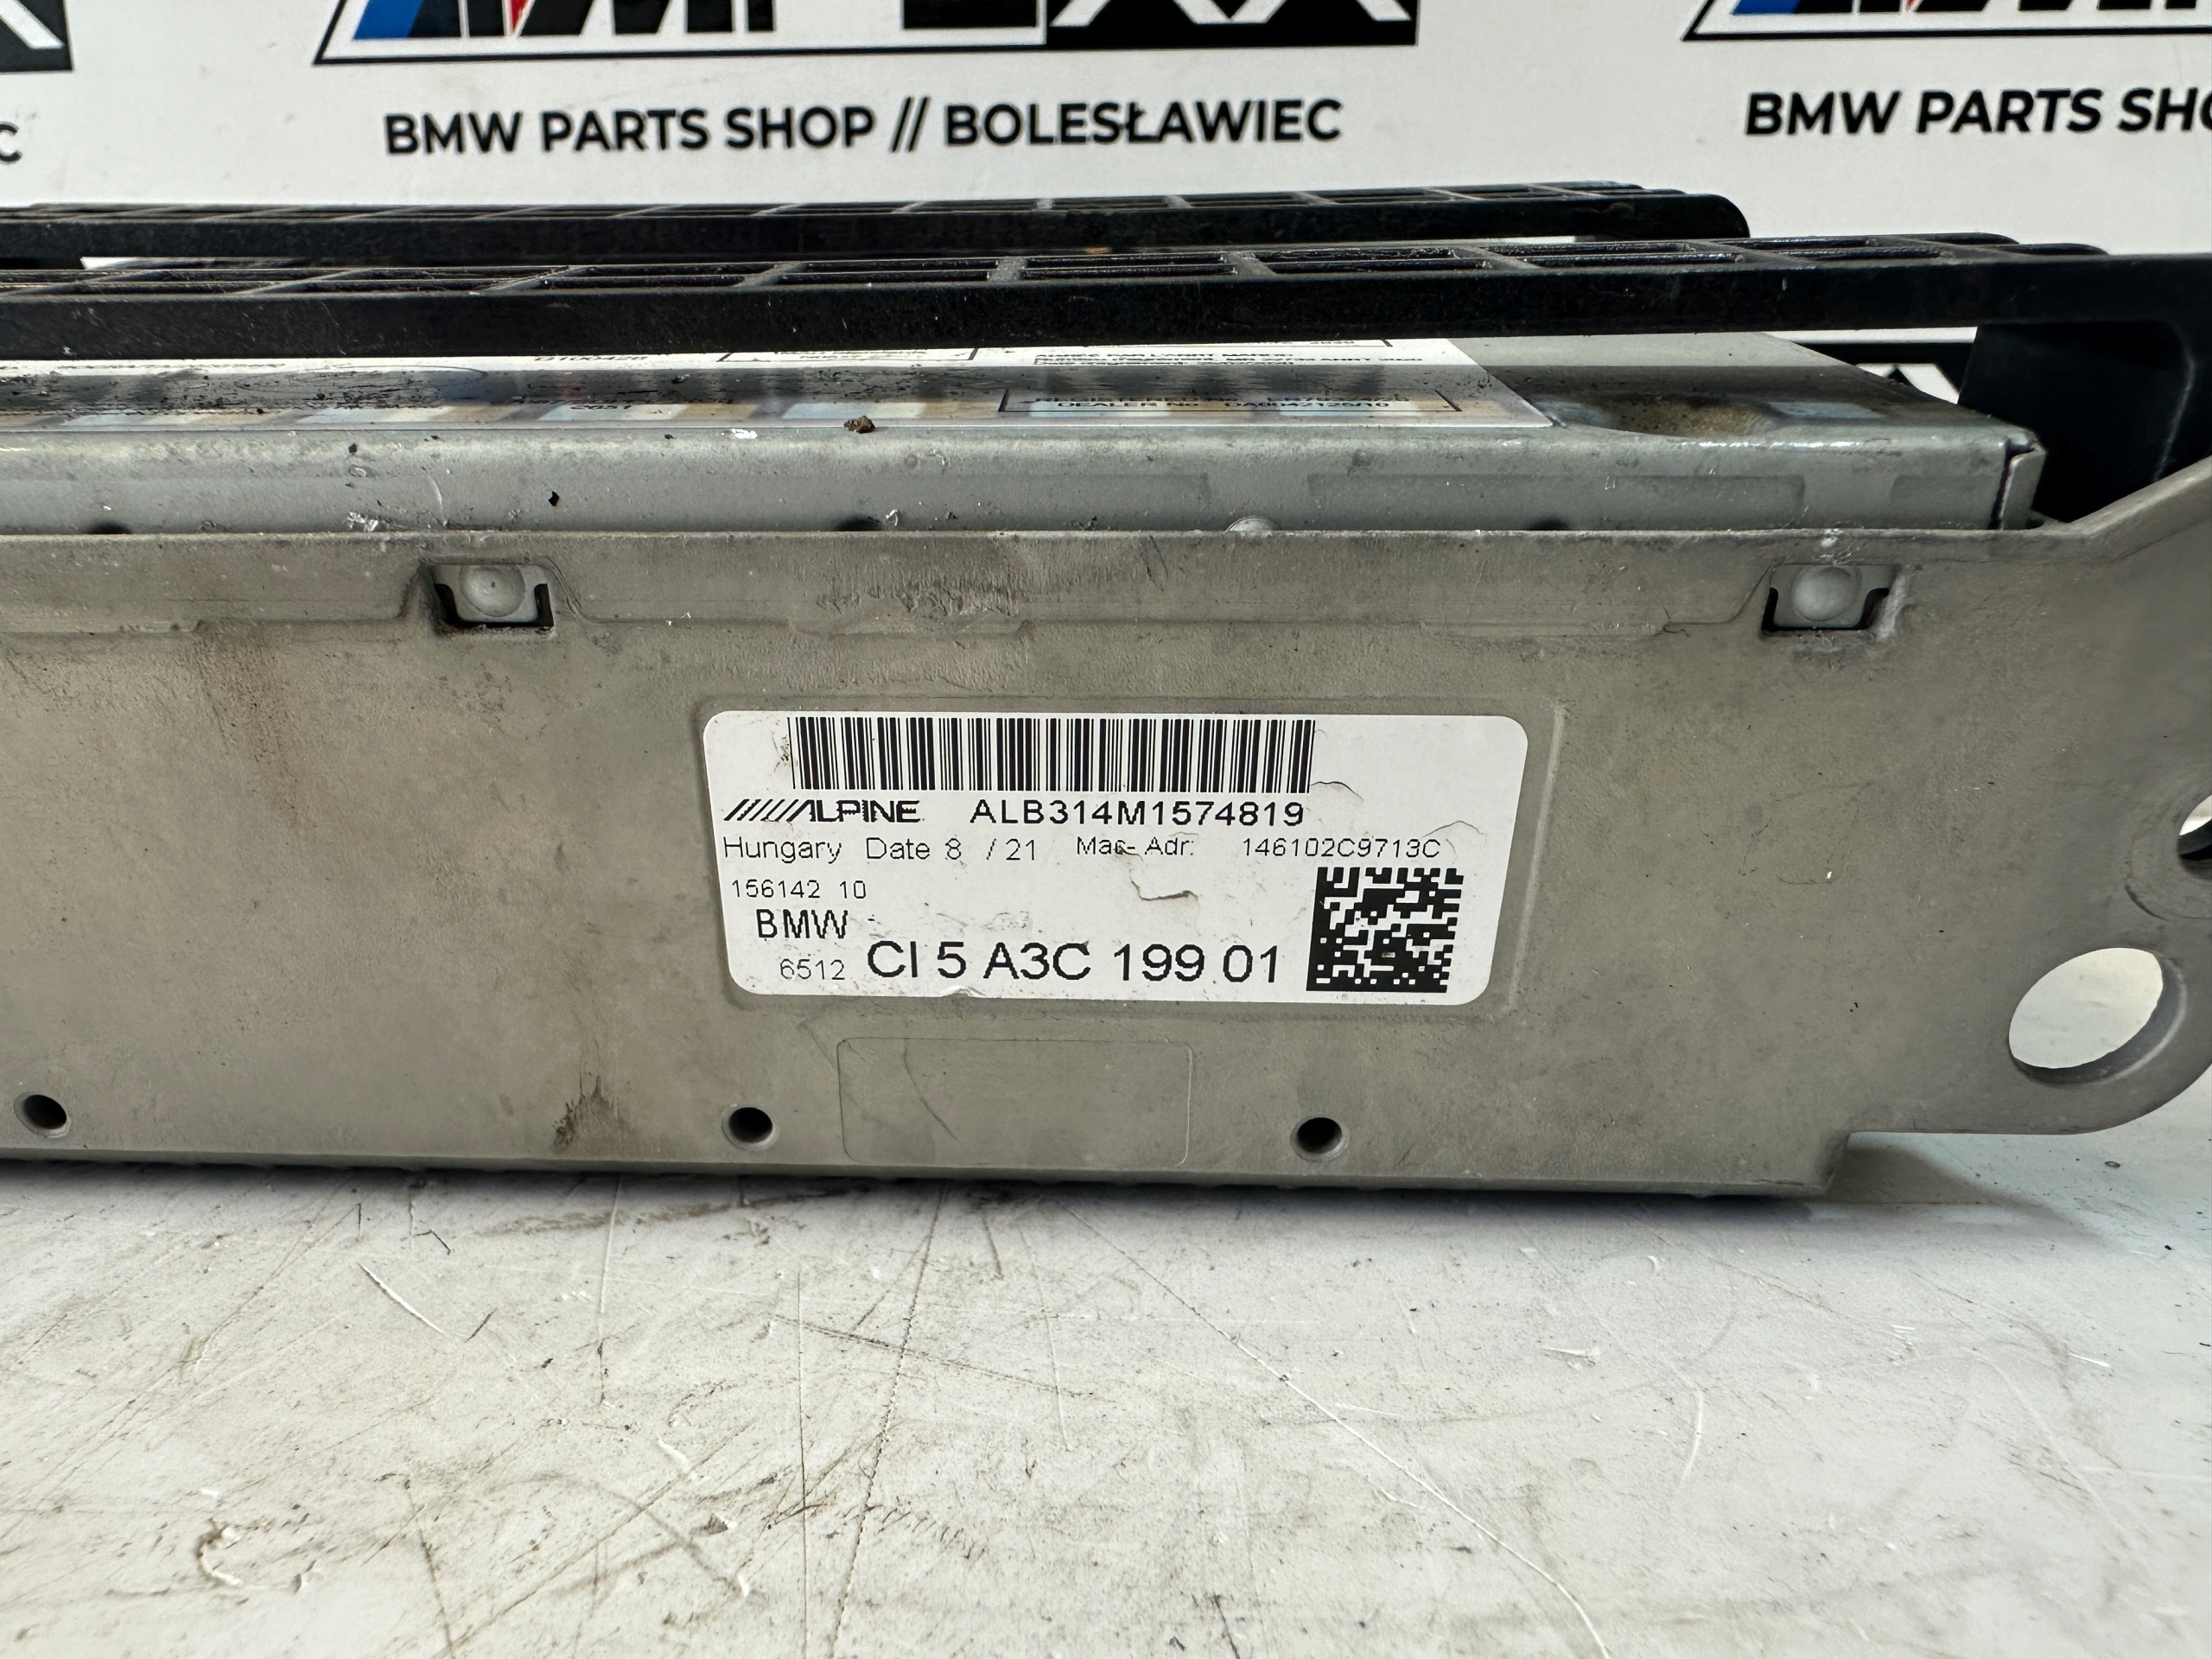 BMW PARTS SHOP // BOLESŁAWIEC
BMW PARTS SH
C
ALPINE ALB314M1574819
Hungary Date 8 / 21 Mac- Adr: 146102C9713C
156142 10
BMW
6512 CI 5 A3C 199 01